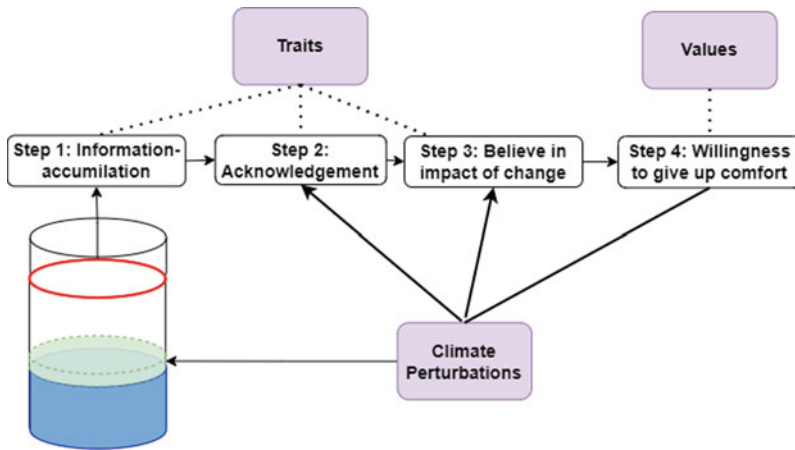 Traits
Values
Step 1: Information-
accumilation
Step 2:
Acknowledgement
Step 3: Believe in
impact of change
Step 4: Willingness
to give up comfort
Climate
Perturbations